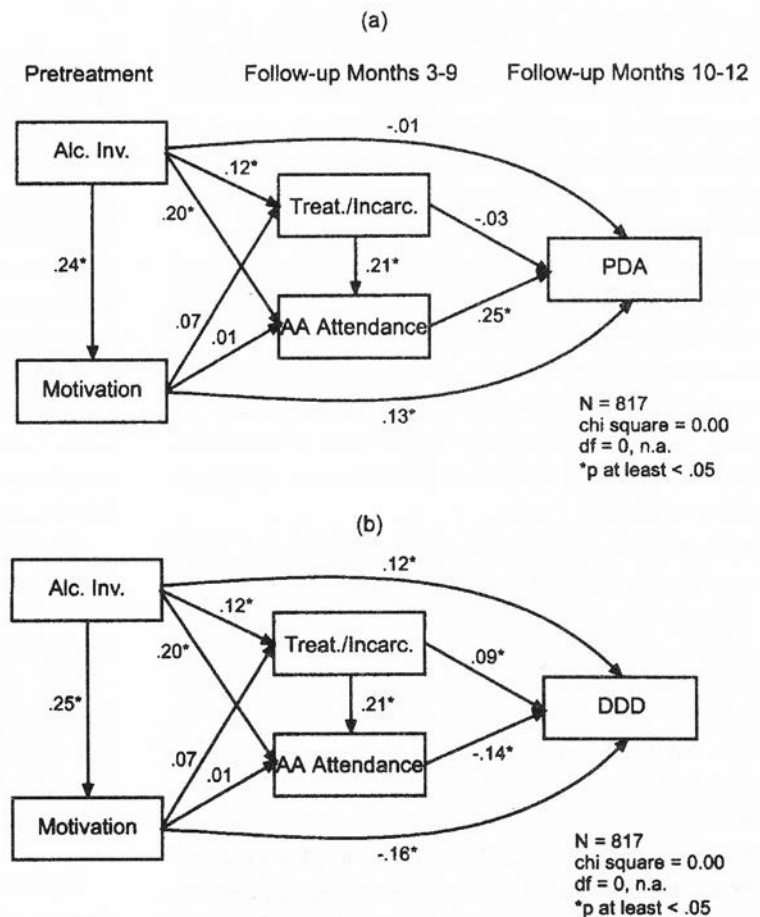 (a)
Pretreatment Follow-up Months 3-9 Follow-up Months 10-12
-.01
Alc. Inv.
.12*
Treat./Incarc.
-.03
.20*
.24*
.21*
PDA
.07
.01
AA Attendance
.25*
Motivation
.13*
N = 817
chi square = 0.00
df = 0, n.a.
*p at least < .05
(b)
.12*
Alc. Inv.
.12*
Treat./Incarc.
.09*
.20*
.25*
.21*
DDD
.07
.01
AA Attendance
-.14*
Motivation
-.16*
N = 817
chi square = 0.00
df = 0, n.a.
*p at least < .05